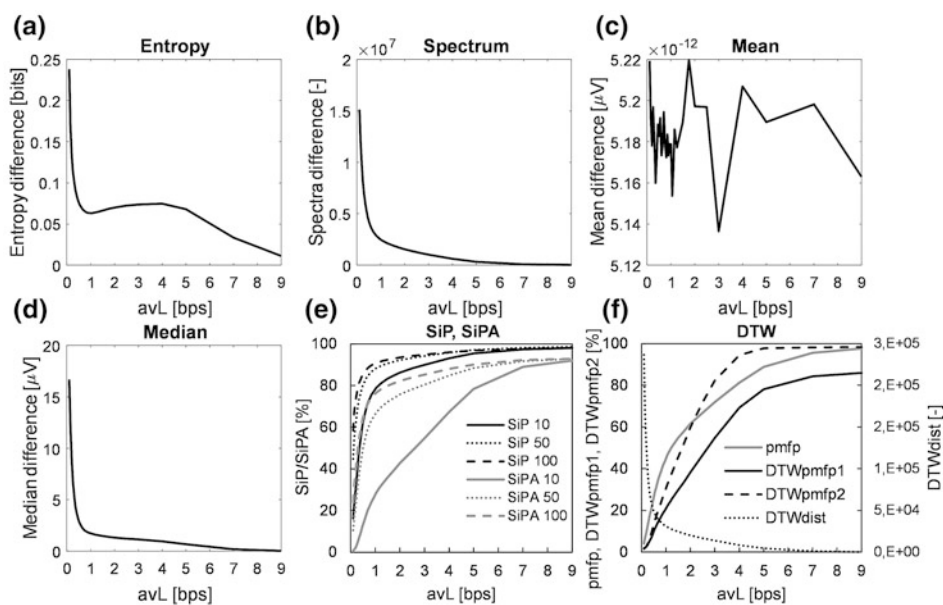 (a)
Entropy
Entropy difference [bits]
0.25
0.2
0.15
0.1
0.05
0
0 1 2 3 4 5 6 7 8 9
avL [bps]
(b)
Spectrum
×10⁷
Spectra difference [-]
2
1.5
1
0.5
0
0 1 2 3 4 5 6 7 8 9
avL [bps]
(c)
Mean
×10⁻¹²
Mean difference [µV]
5.22
5.2
5.18
5.16
5.14
5.12
0 1 2 3 4 5 6 7 8 9
avL [bps]
(d)
Median
Median difference [µV]
20
15
10
5
0
0 1 2 3 4 5 6 7 8 9
avL [bps]
(e)
SiP, SiPA
SiP/SiPA [%]
100
80
60
40
20
0
SiP 10
SiP 50
SiP 100
SiPA 10
SiPA 50
SiPA 100
0 1 2 3 4 5 6 7 8 9
avL [bps]
(f)
DTW
pmfp, DTWpmfp1, DTWpmfp2 [%]
100
80
60
40
20
0
pmfp
DTWpmfp1
DTWpmfp2
DTWdist
3,E+05
2,E+05
2,E+05
1,E+05
5,E+04
0,E+00
DTWdist [-]
0 1 2 3 4 5 6 7 8 9
avL [bps]